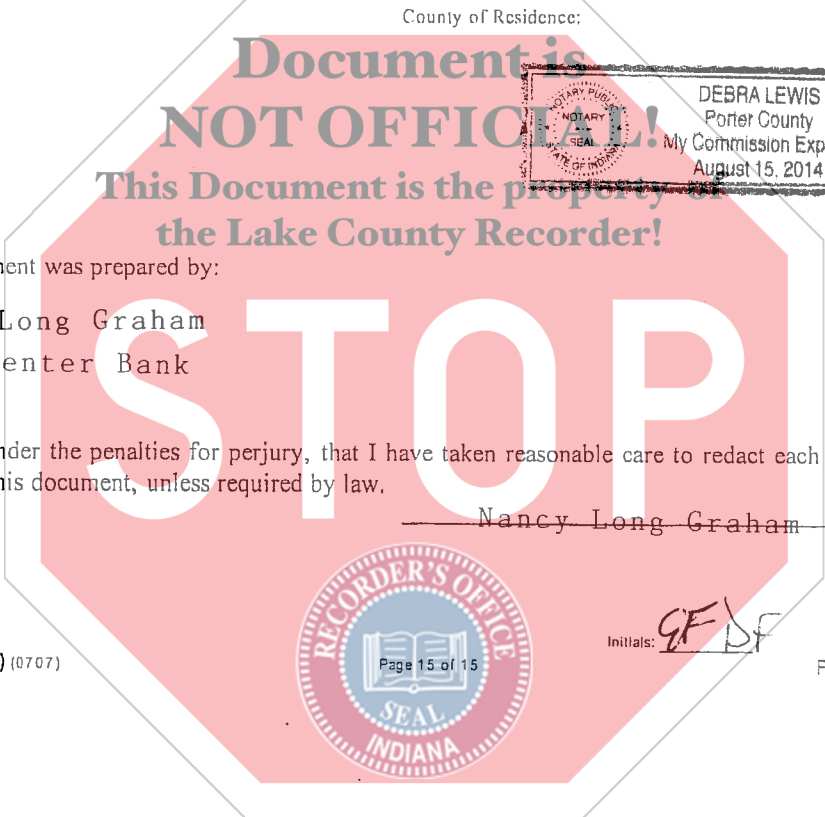 County of Residence:
Document is
NOT OFFICIAL!
This Document is the property of
the Lake County Recorder!
NOTARY PUBLIC
NOTARY
SEAL
STATE OF INDIANA
DEBRA LEWIS
Porter County
My Commission Exp
August 15, 2014
ent was prepared by:
Long Graham
enter Bank
STOP
nder the penalties for perjury, that I have taken reasonable care to redact each
his document, unless required by law.
Nancy Long Graham
RECORDER'S OFFICE
SEAL
INDIANA
Initials: GF DF
) (0707)
Page 15 of 15